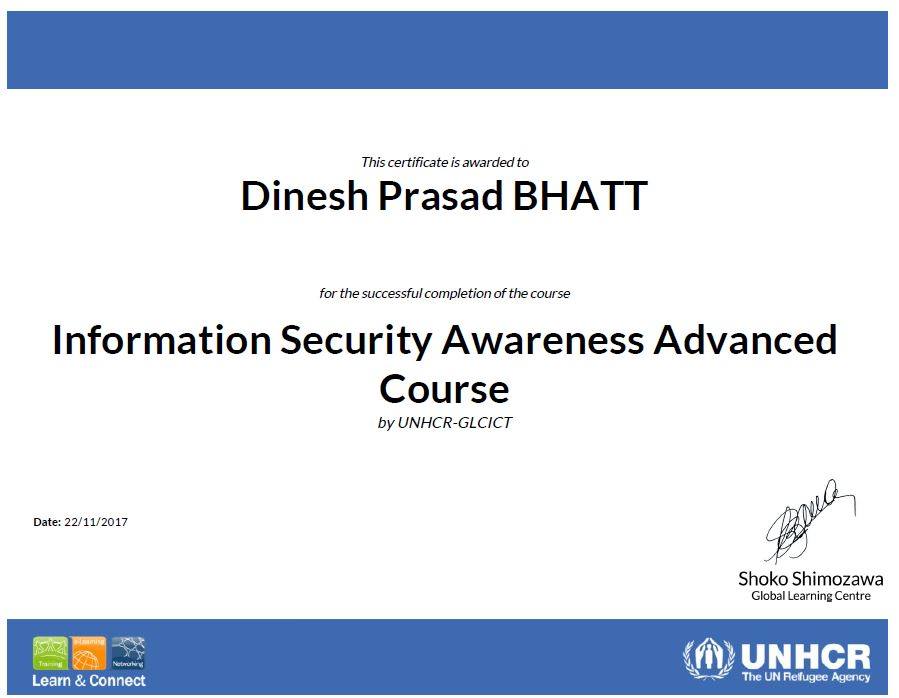 This certificate is awarded to
Dinesh Prasad BHATT
for the successful completion of the course
Information Security Awareness Advanced
Course
by UNHCR-GLCICT
Date: 22/11/2017
Shoko Shimozawa
Global Learning Centre
Training
eLearning
Networking
Learn & Connect
UNHCR
The UN Refugee Agency